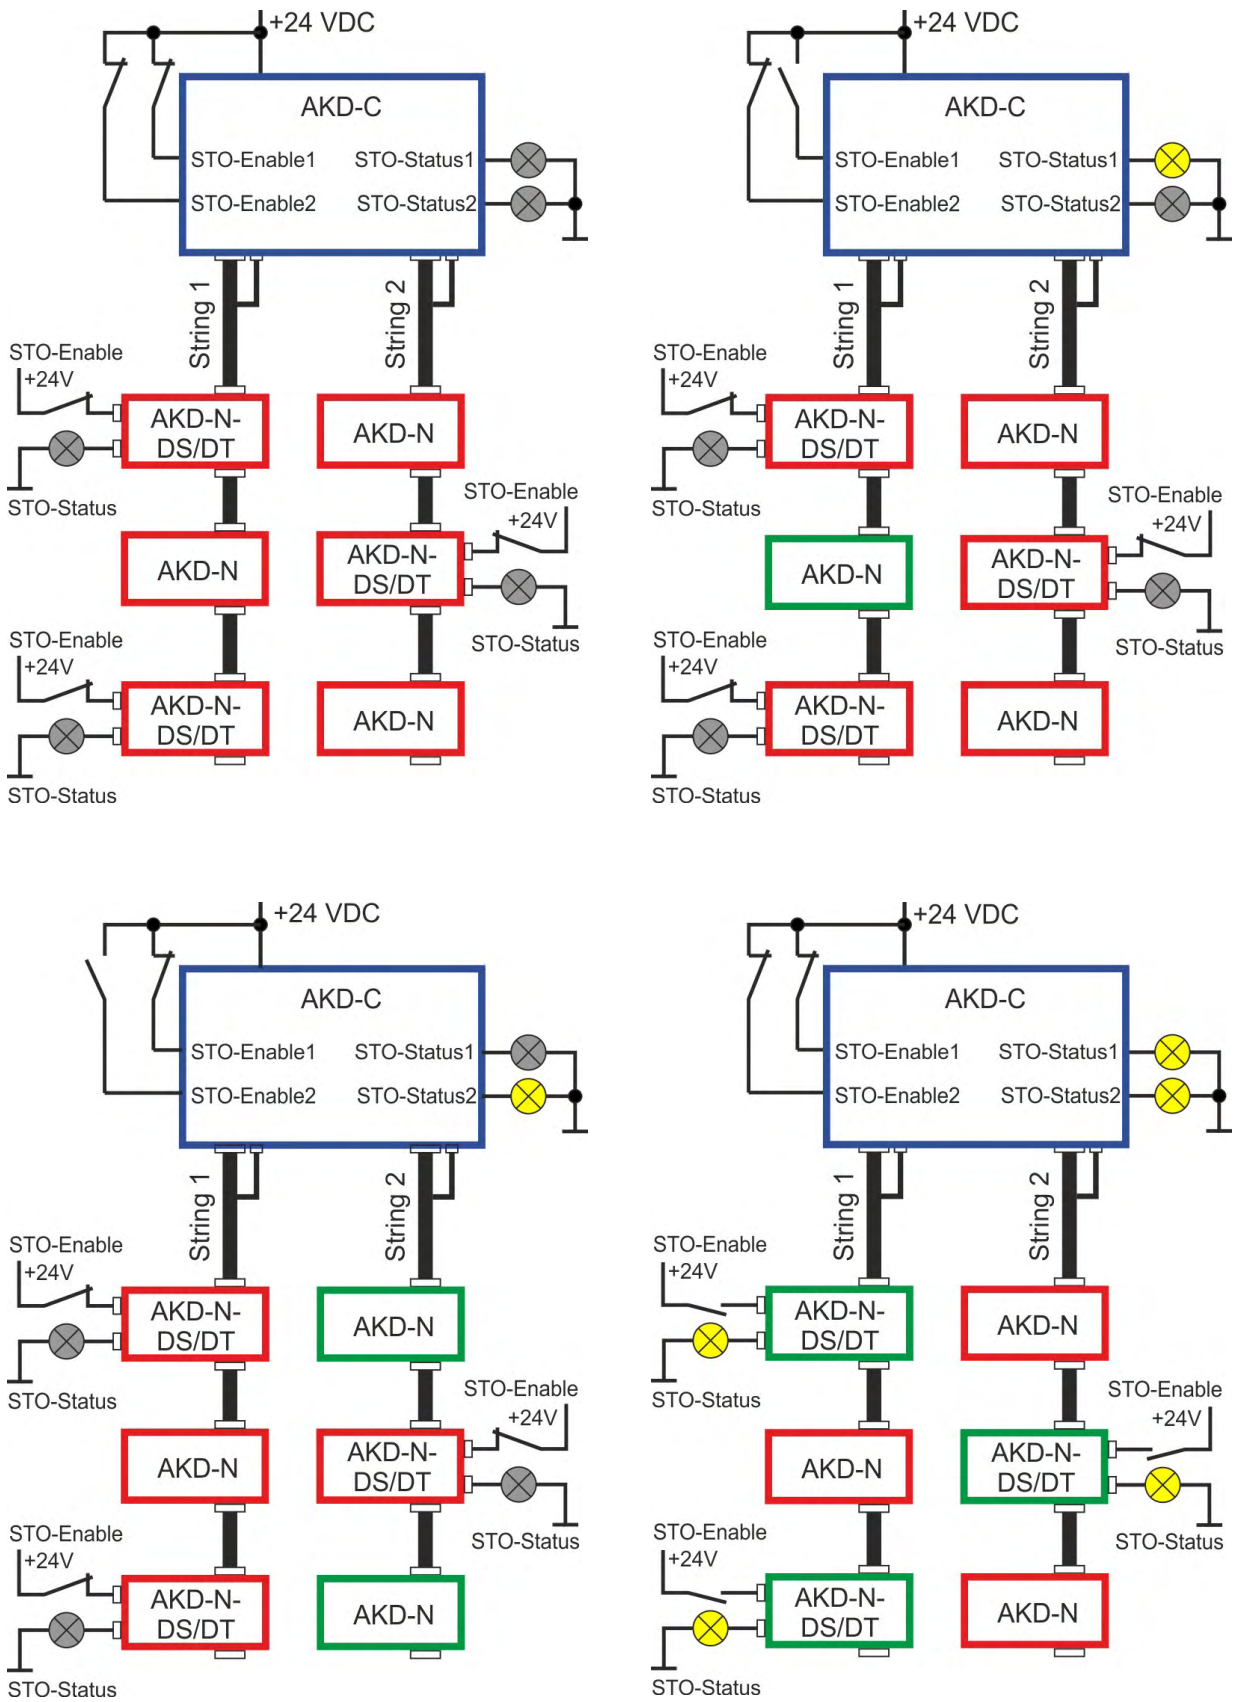 +24 VDC
AKD-C
STO-Enable1 STO-Status1
STO-Enable2 STO-Status2
String 1
String 2
STO-Enable
+24V
AKD-N-
DS/DT
AKD-N
STO-Status
STO-Enable
+24V
AKD-N
AKD-N-
DS/DT
STO-Status
STO-Enable
+24V
AKD-N-
DS/DT
AKD-N
STO-Status
+24 VDC
AKD-C
STO-Enable1 STO-Status1
STO-Enable2 STO-Status2
String 1
String 2
STO-Enable
+24V
AKD-N-
DS/DT
AKD-N
STO-Status
STO-Enable
+24V
AKD-N
AKD-N-
DS/DT
STO-Status
STO-Enable
+24V
AKD-N-
DS/DT
AKD-N
STO-Status
+24 VDC
AKD-C
STO-Enable1 STO-Status1
STO-Enable2 STO-Status2
String 1
String 2
STO-Enable
+24V
AKD-N-
DS/DT
AKD-N
STO-Status
STO-Enable
+24V
AKD-N
AKD-N-
DS/DT
STO-Status
STO-Enable
+24V
AKD-N-
DS/DT
AKD-N
STO-Status
+24 VDC
AKD-C
STO-Enable1 STO-Status1
STO-Enable2 STO-Status2
String 1
String 2
STO-Enable
+24V
AKD-N-
DS/DT
AKD-N
STO-Status
STO-Enable
+24V
AKD-N
AKD-N-
DS/DT
STO-Status
STO-Enable
+24V
AKD-N-
DS/DT
AKD-N
STO-Status